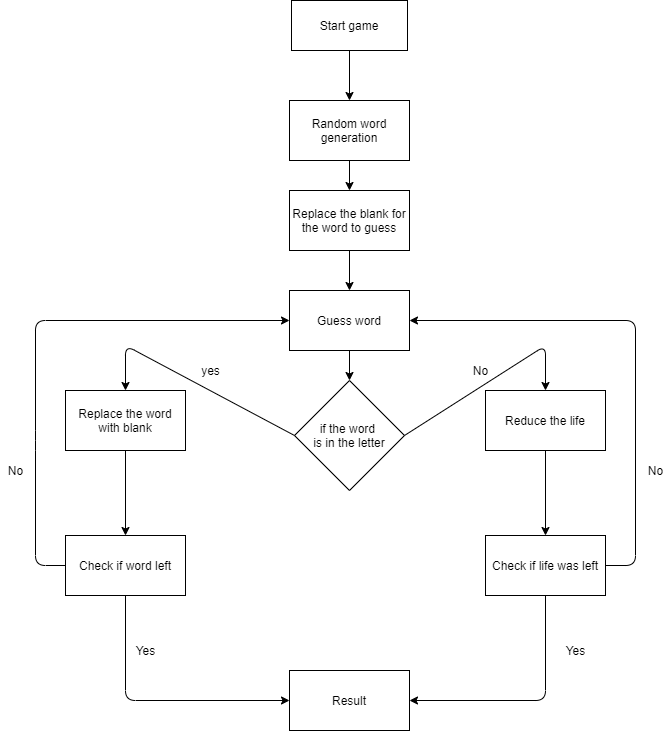 Start game
Random word
generation
Replace the blank for
the word to guess
Guess word
yes
No
Replace the word
with blank
if the word
is in the letter
Reduce the life
No
No
Check if word left
Check if life was left
Yes
Yes
Result